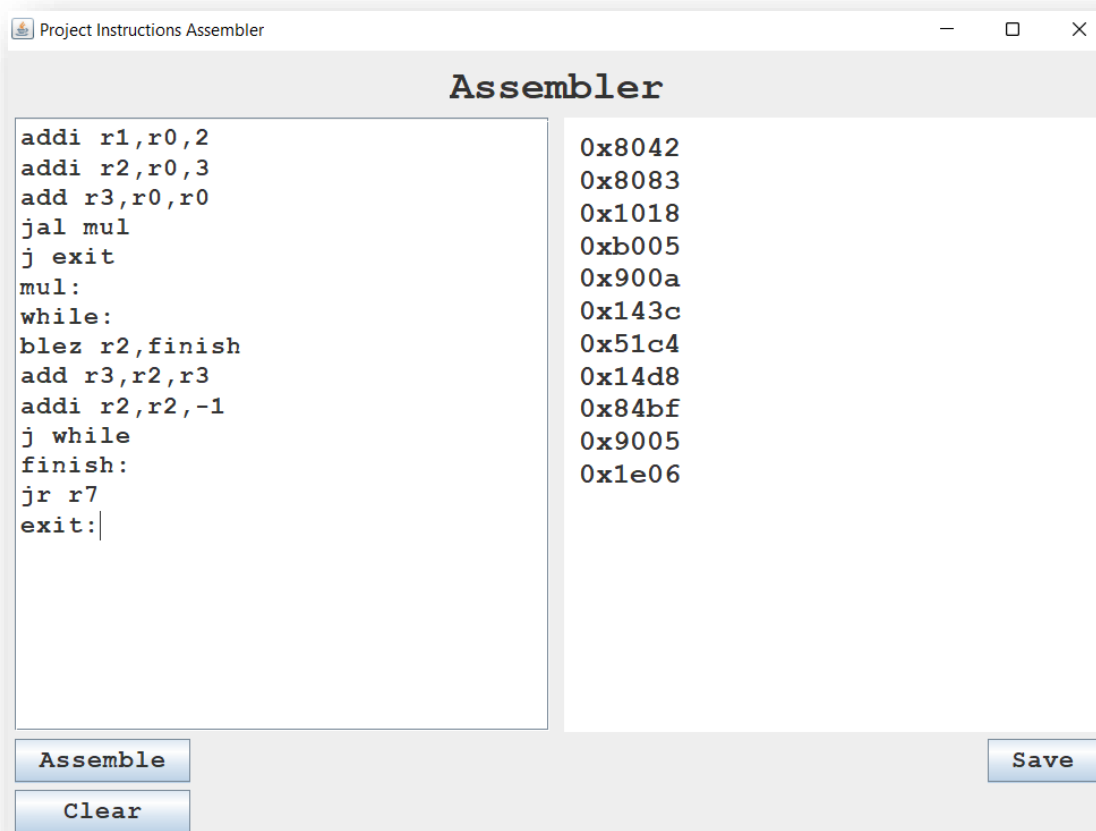 Project Instructions Assembler
Assembler
addi r1,r0,2
addi r2,r0,3
add r3,r0,r0
jal mul
j exit
mul:
while:
blez r2,finish
add r3,r2,r3
addi r2,r2,-1
j while
finish:
jr r7
exit:
0x8042
0x8083
0x1018
0xb005
0x900a
0x143c
0x51c4
0x14d8
0x84bf
0x9005
0x1e06
Assemble
Save
Clear